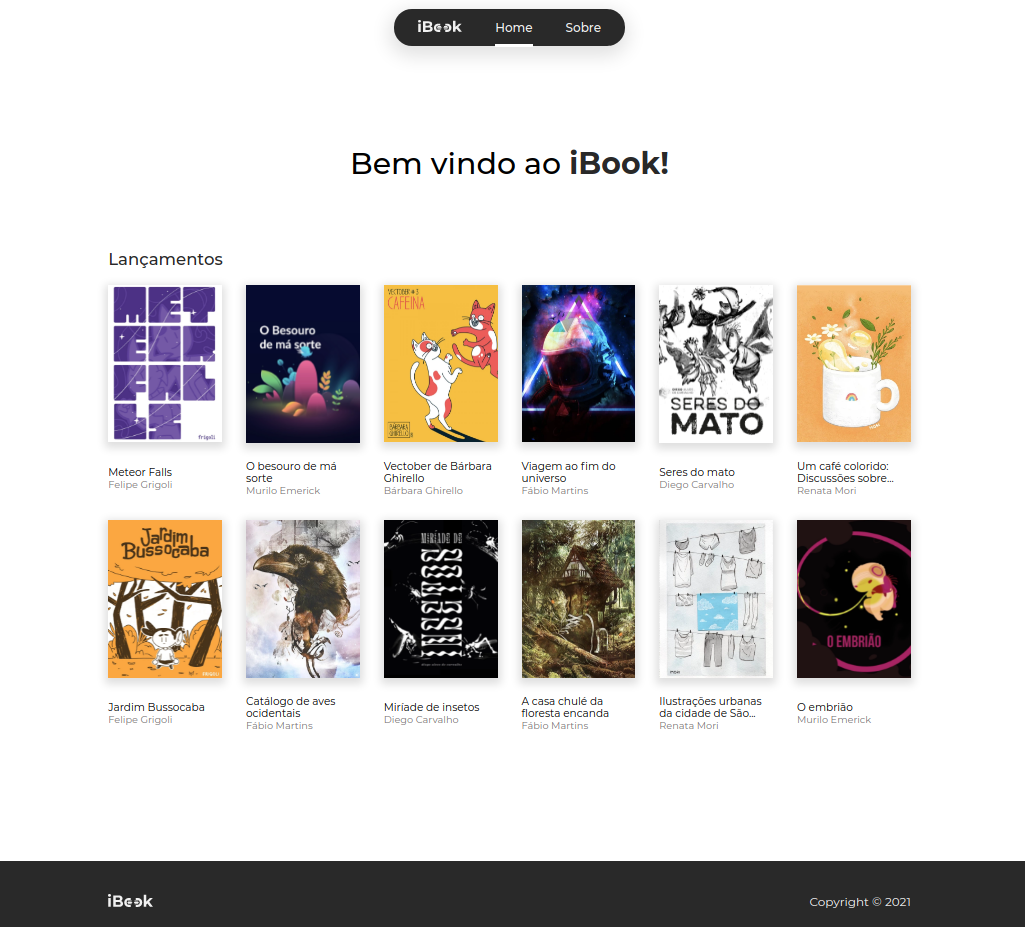 iBook Home Sobre
Bem vindo ao iBook!
Lançamentos
METEOR FALLS
frigoli
O Besouro
de má sorte
VECTOBER #3
CAFEÍNA
BÁRBARA
GHIRELLO
SERES DO
MATO
Meteor Falls
Felipe Grigoli
O besouro de má
sorte
Murilo Emerick
Vectober de Bárbara
Ghirello
Bárbara Ghirello
Viagem ao fim do
universo
Fábio Martins
Seres do mato
Diego Carvalho
Um café colorido:
Discussões sobre...
Renata Mori
Jardim
Bussocaba
MIRÍADE DE
INSETOS
O EMBRIÃO
Jardim Bussocaba
Felipe Grigoli
Catálogo de aves
ocidentais
Fábio Martins
Miríade de insetos
Diego Carvalho
A casa chulé da
floresta encanda
Fábio Martins
Ilustrações urbanas
da cidade de São...
Renata Mori
O embrião
Murilo Emerick
iBook Copyright © 2021